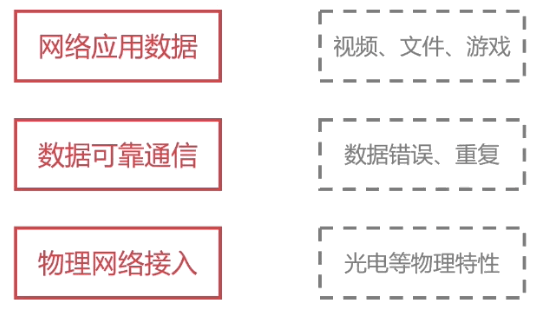 网络应用数据
视频、文件、游戏
数据可靠通信
数据错误、重复
物理网络接入
光电等物理特性